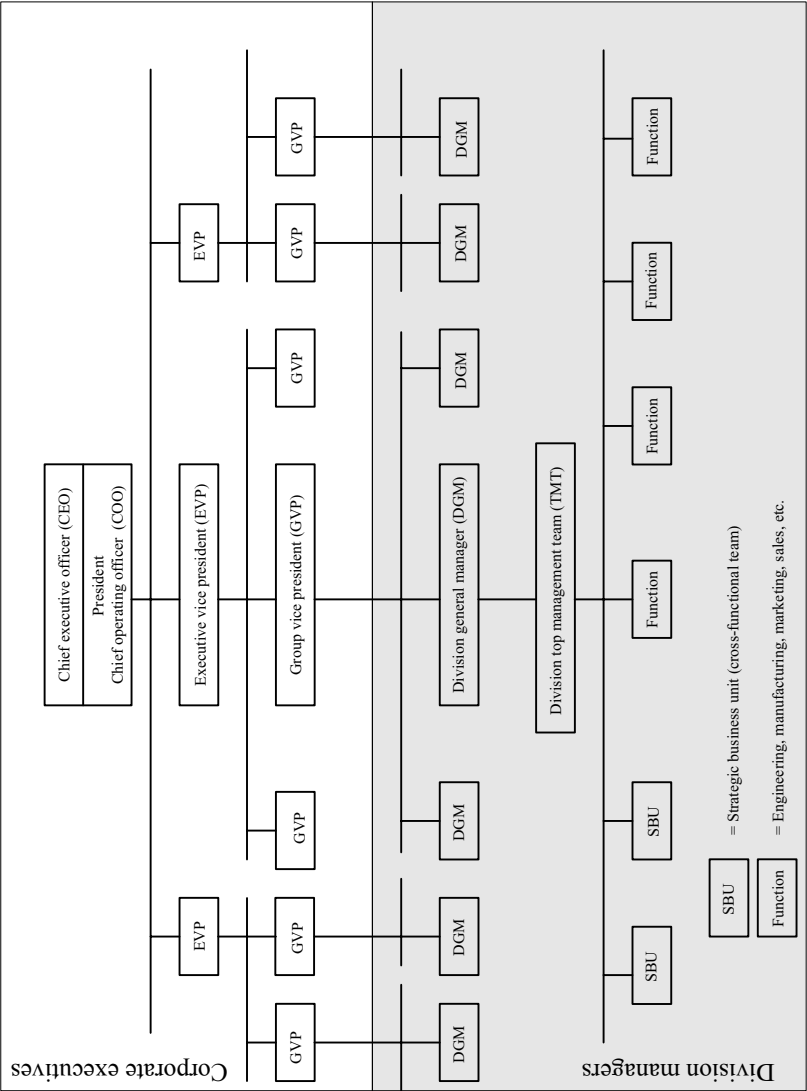 Corporate executives
Chief executive officer (CEO)
President
Chief operating officer (COO)
EVP
Executive vice president (EVP)
EVP
GVP
GVP
GVP
Group vice president (GVP)
GVP
GVP
GVP
Division managers
DGM
DGM
DGM
Division general manager (DGM)
DGM
DGM
DGM
Division top management team (TMT)
SBU
SBU
Function
Function
Function
Function
SBU = Strategic business unit (cross-functional team)
Function = Engineering, manufacturing, marketing, sales, etc.